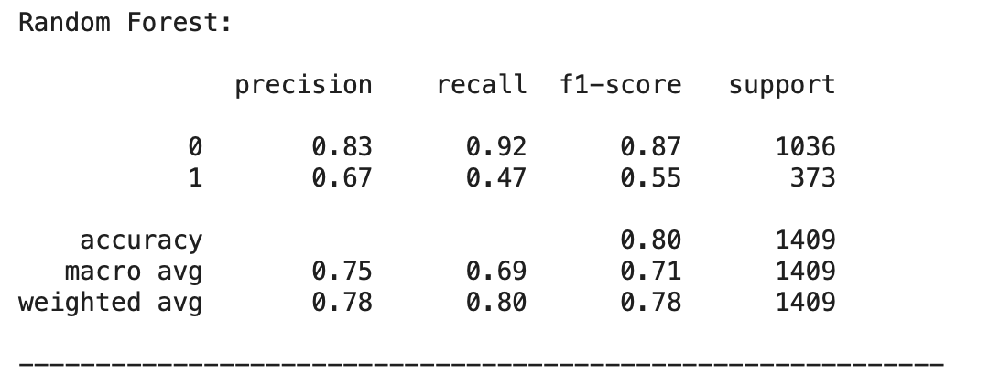 Random Forest:
precision recall f1-score support
0 0.83 0.92 0.87 1036
1 0.67 0.47 0.55 373
accuracy 0.80 1409
macro avg 0.75 0.69 0.71 1409
weighted avg 0.78 0.80 0.78 1409
------------------------------------------------------------